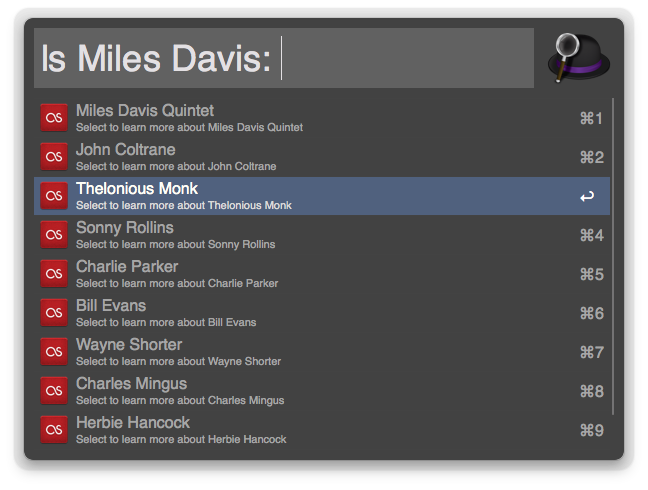 Is Miles Davis:
Miles Davis Quintet
Select to learn more about Miles Davis Quintet
⌘1
John Coltrane
Select to learn more about John Coltrane
⌘2
Thelonious Monk
Select to learn more about Thelonious Monk
↩
Sonny Rollins
Select to learn more about Sonny Rollins
⌘4
Charlie Parker
Select to learn more about Charlie Parker
⌘5
Bill Evans
Select to learn more about Bill Evans
⌘6
Wayne Shorter
Select to learn more about Wayne Shorter
⌘7
Charles Mingus
Select to learn more about Charles Mingus
⌘8
Herbie Hancock
Select to learn more about Herbie Hancock
⌘9